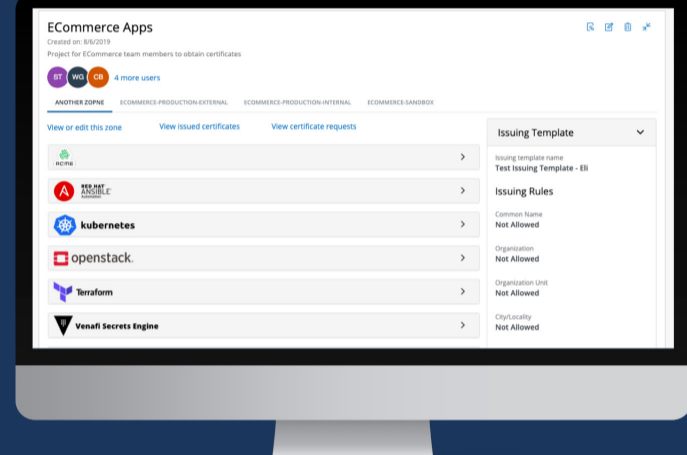 ECommerce Apps
Created on: 8/6/2019
Project for ECommerce team members to obtain certificates
ST WG CB 4 more users
ANOTHER ZOPNE ECOMMERCE-PRODUCTION-EXTERNAL ECOMMERCE-PRODUCTION-INTERNAL ECOMMERCE-SANDBOX
View or edit this zone View issued certificates View certificate requests
ACME
RED HAT
ANSIBLE
Automation
kubernetes
openstack.
Terraform
Venafi Secrets Engine
Issuing Template
Issuing template name
Test Issuing Template - Eli
Issuing Rules
Common Name
Not Allowed
Organization
Not Allowed
Organization Unit
Not Allowed
City/Locality
Not Allowed